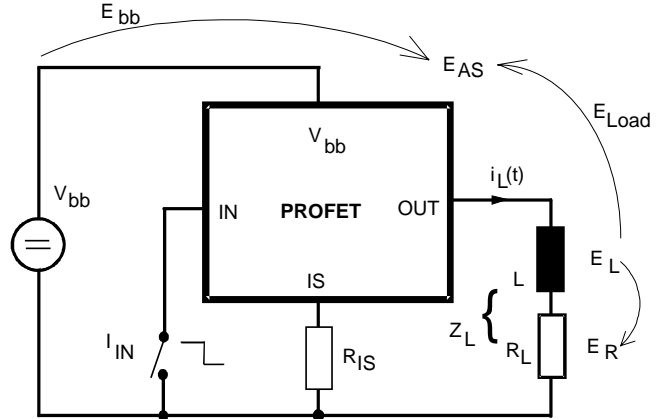 E bb
E AS
E Load
V bb
V bb
i L(t)
IN
PROFET
OUT
IS
L
E L
Z L
{
R L
E R
I IN
R IS